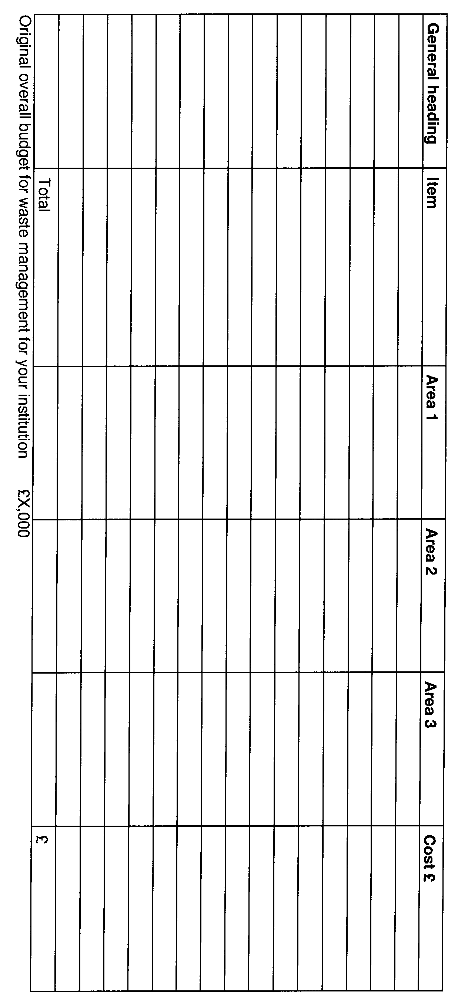 General heading Item Area 1 Area 2 Area 3 Cost £
Total £
Original overall budget for waste management for your institution £X,000